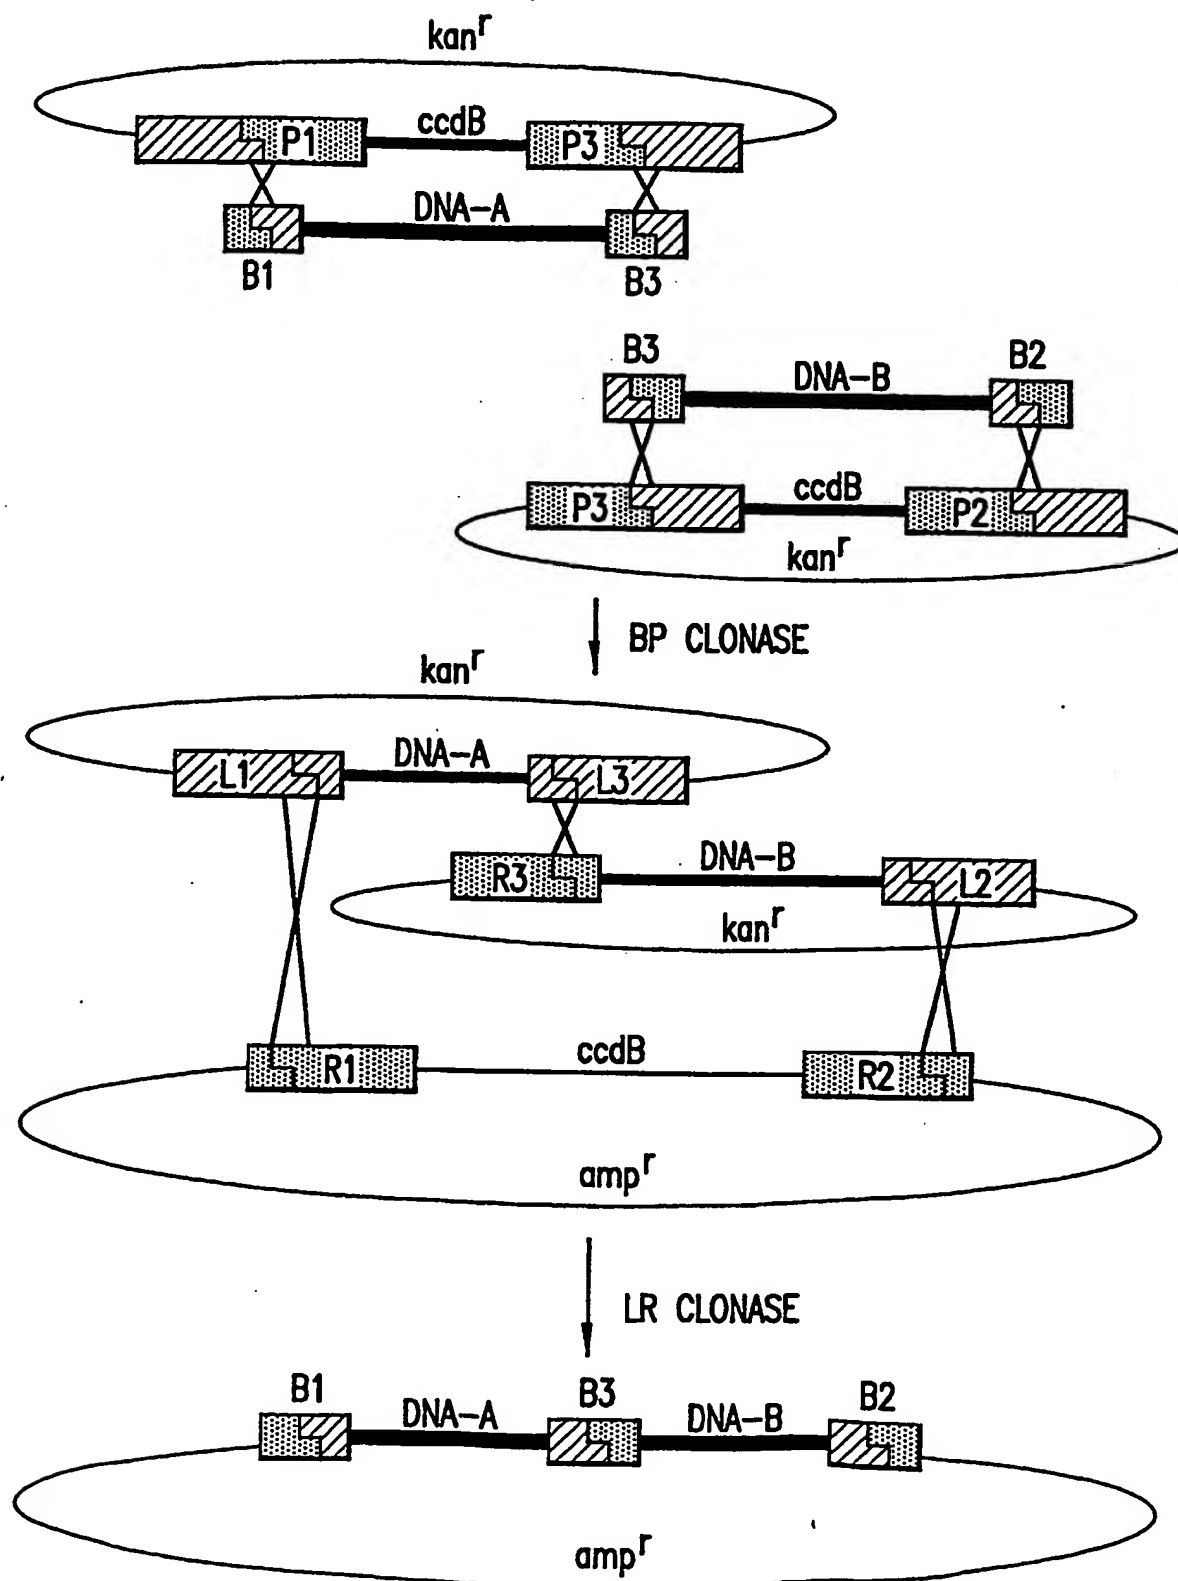 kanʳ
P1 ccdB P3
DNA-A
B1 B3
B3 DNA-B B2
P3 ccdB P2
kanʳ
BP CLONASE
kanʳ
L1 DNA-A L3
R3 DNA-B L2
kanʳ
R1 ccdB R2
ampʳ
LR CLONASE
B1 DNA-A B3 DNA-B B2
ampʳ